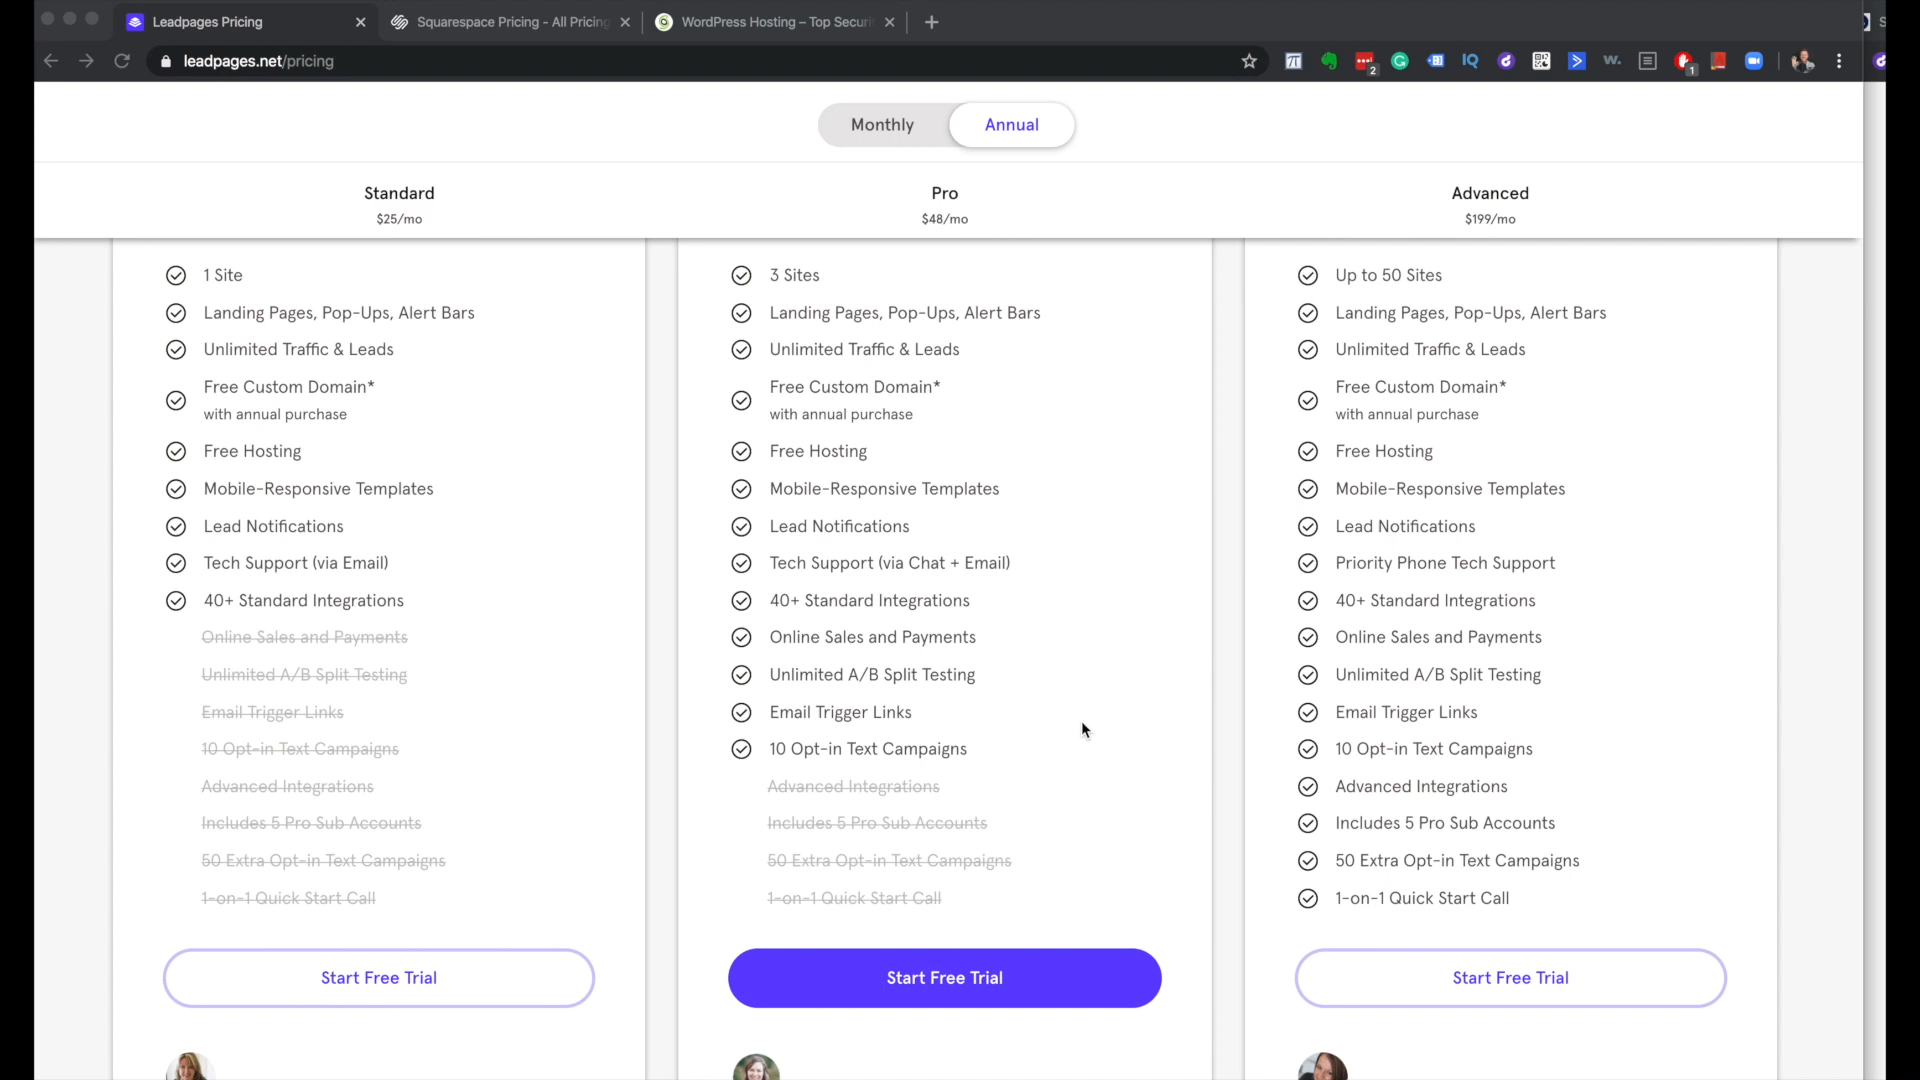 Leadpages Pricing
Squarespace Pricing - All Pricing
WordPress Hosting – Top Securi
leadpages.net/pricing
2
IQ
w.
1
Monthly
Annual
Standard
$25/mo
Pro
$48/mo
Advanced
$199/mo
1 Site
Landing Pages, Pop-Ups, Alert Bars
Unlimited Traffic & Leads
Free Custom Domain*
with annual purchase
Free Hosting
Mobile-Responsive Templates
Lead Notifications
Tech Support (via Email)
40+ Standard Integrations
Online Sales and Payments
Unlimited A/B Split Testing
Email Trigger Links
10 Opt-in Text Campaigns
Advanced Integrations
Includes 5 Pro Sub Accounts
50 Extra Opt-in Text Campaigns
1-on-1 Quick Start Call
Start Free Trial
3 Sites
Landing Pages, Pop-Ups, Alert Bars
Unlimited Traffic & Leads
Free Custom Domain*
with annual purchase
Free Hosting
Mobile-Responsive Templates
Lead Notifications
Tech Support (via Chat + Email)
40+ Standard Integrations
Online Sales and Payments
Unlimited A/B Split Testing
Email Trigger Links
10 Opt-in Text Campaigns
Advanced Integrations
Includes 5 Pro Sub Accounts
50 Extra Opt-in Text Campaigns
1-on-1 Quick Start Call
Start Free Trial
Up to 50 Sites
Landing Pages, Pop-Ups, Alert Bars
Unlimited Traffic & Leads
Free Custom Domain*
with annual purchase
Free Hosting
Mobile-Responsive Templates
Lead Notifications
Priority Phone Tech Support
40+ Standard Integrations
Online Sales and Payments
Unlimited A/B Split Testing
Email Trigger Links
10 Opt-in Text Campaigns
Advanced Integrations
Includes 5 Pro Sub Accounts
50 Extra Opt-in Text Campaigns
1-on-1 Quick Start Call
Start Free Trial